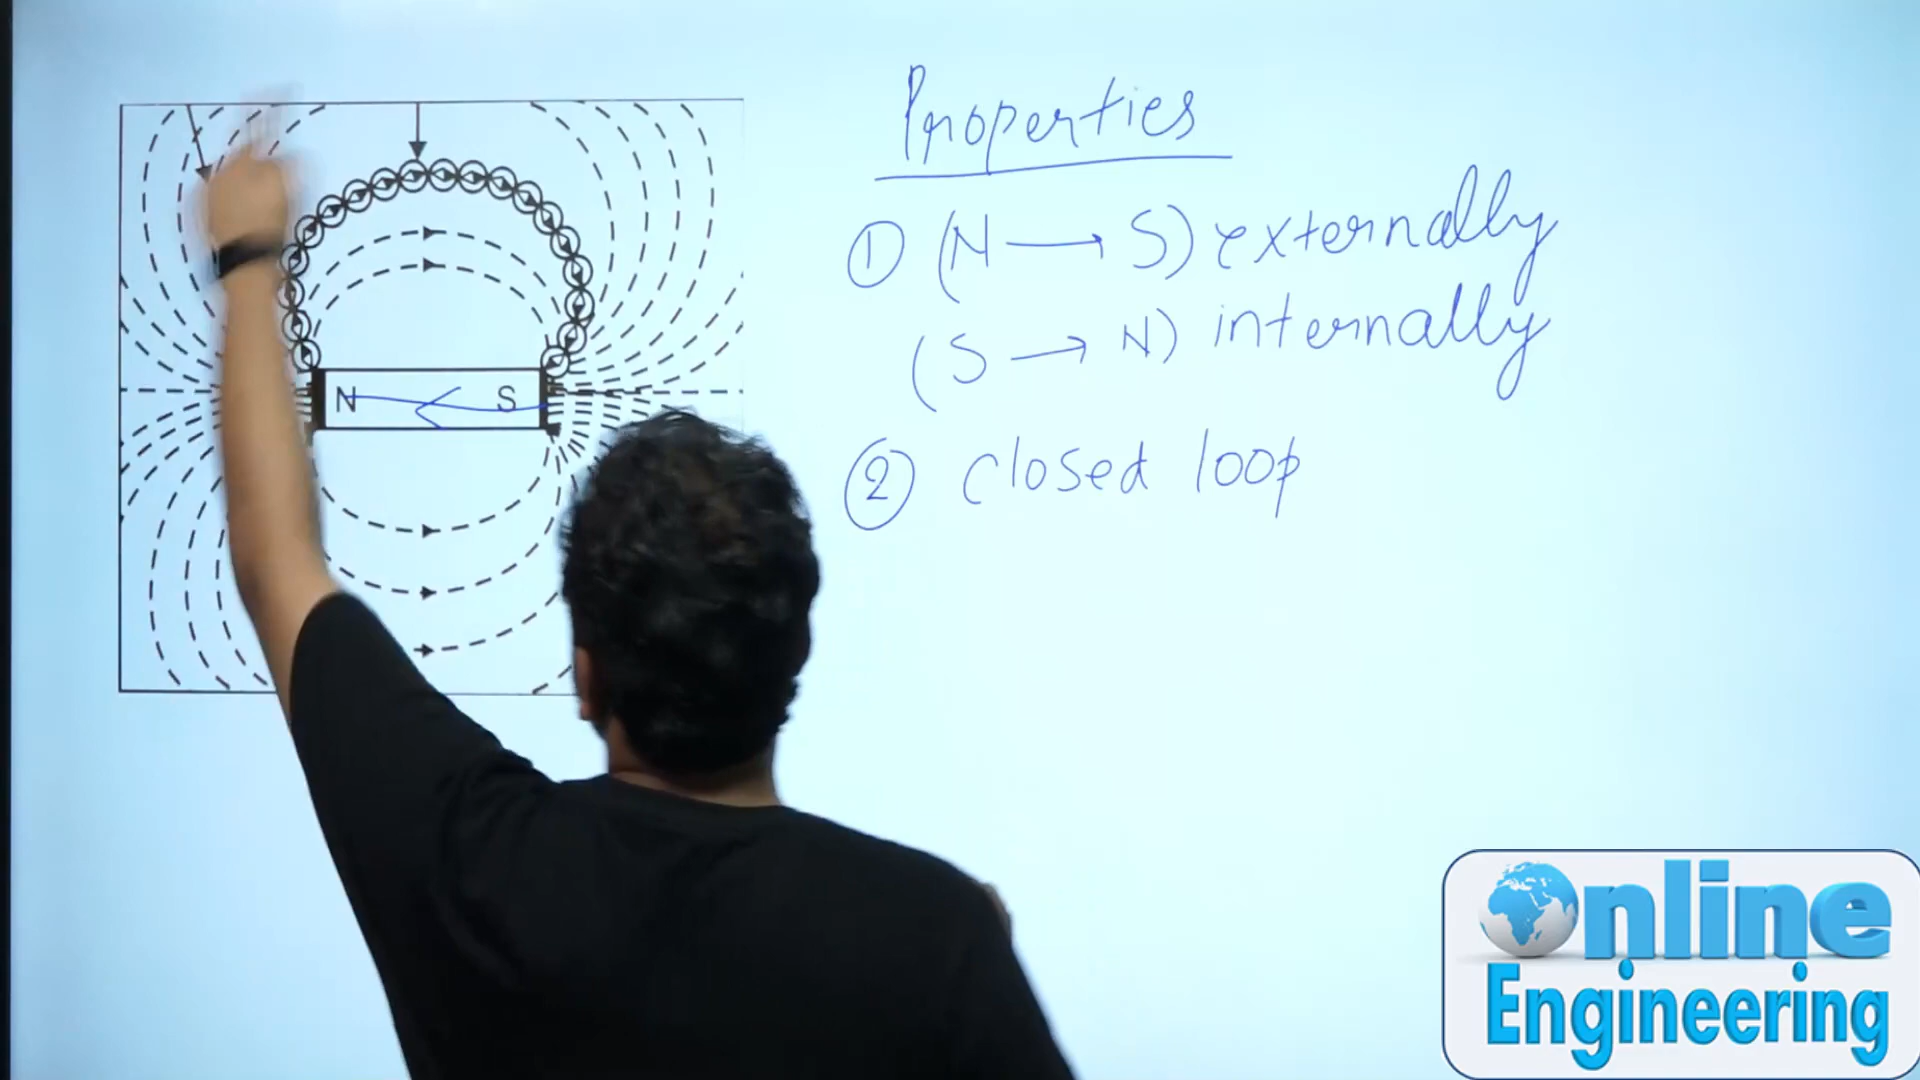 Properties
① (N → S) externally
(S → N) internally
② closed loop
N S
Online
Engineering